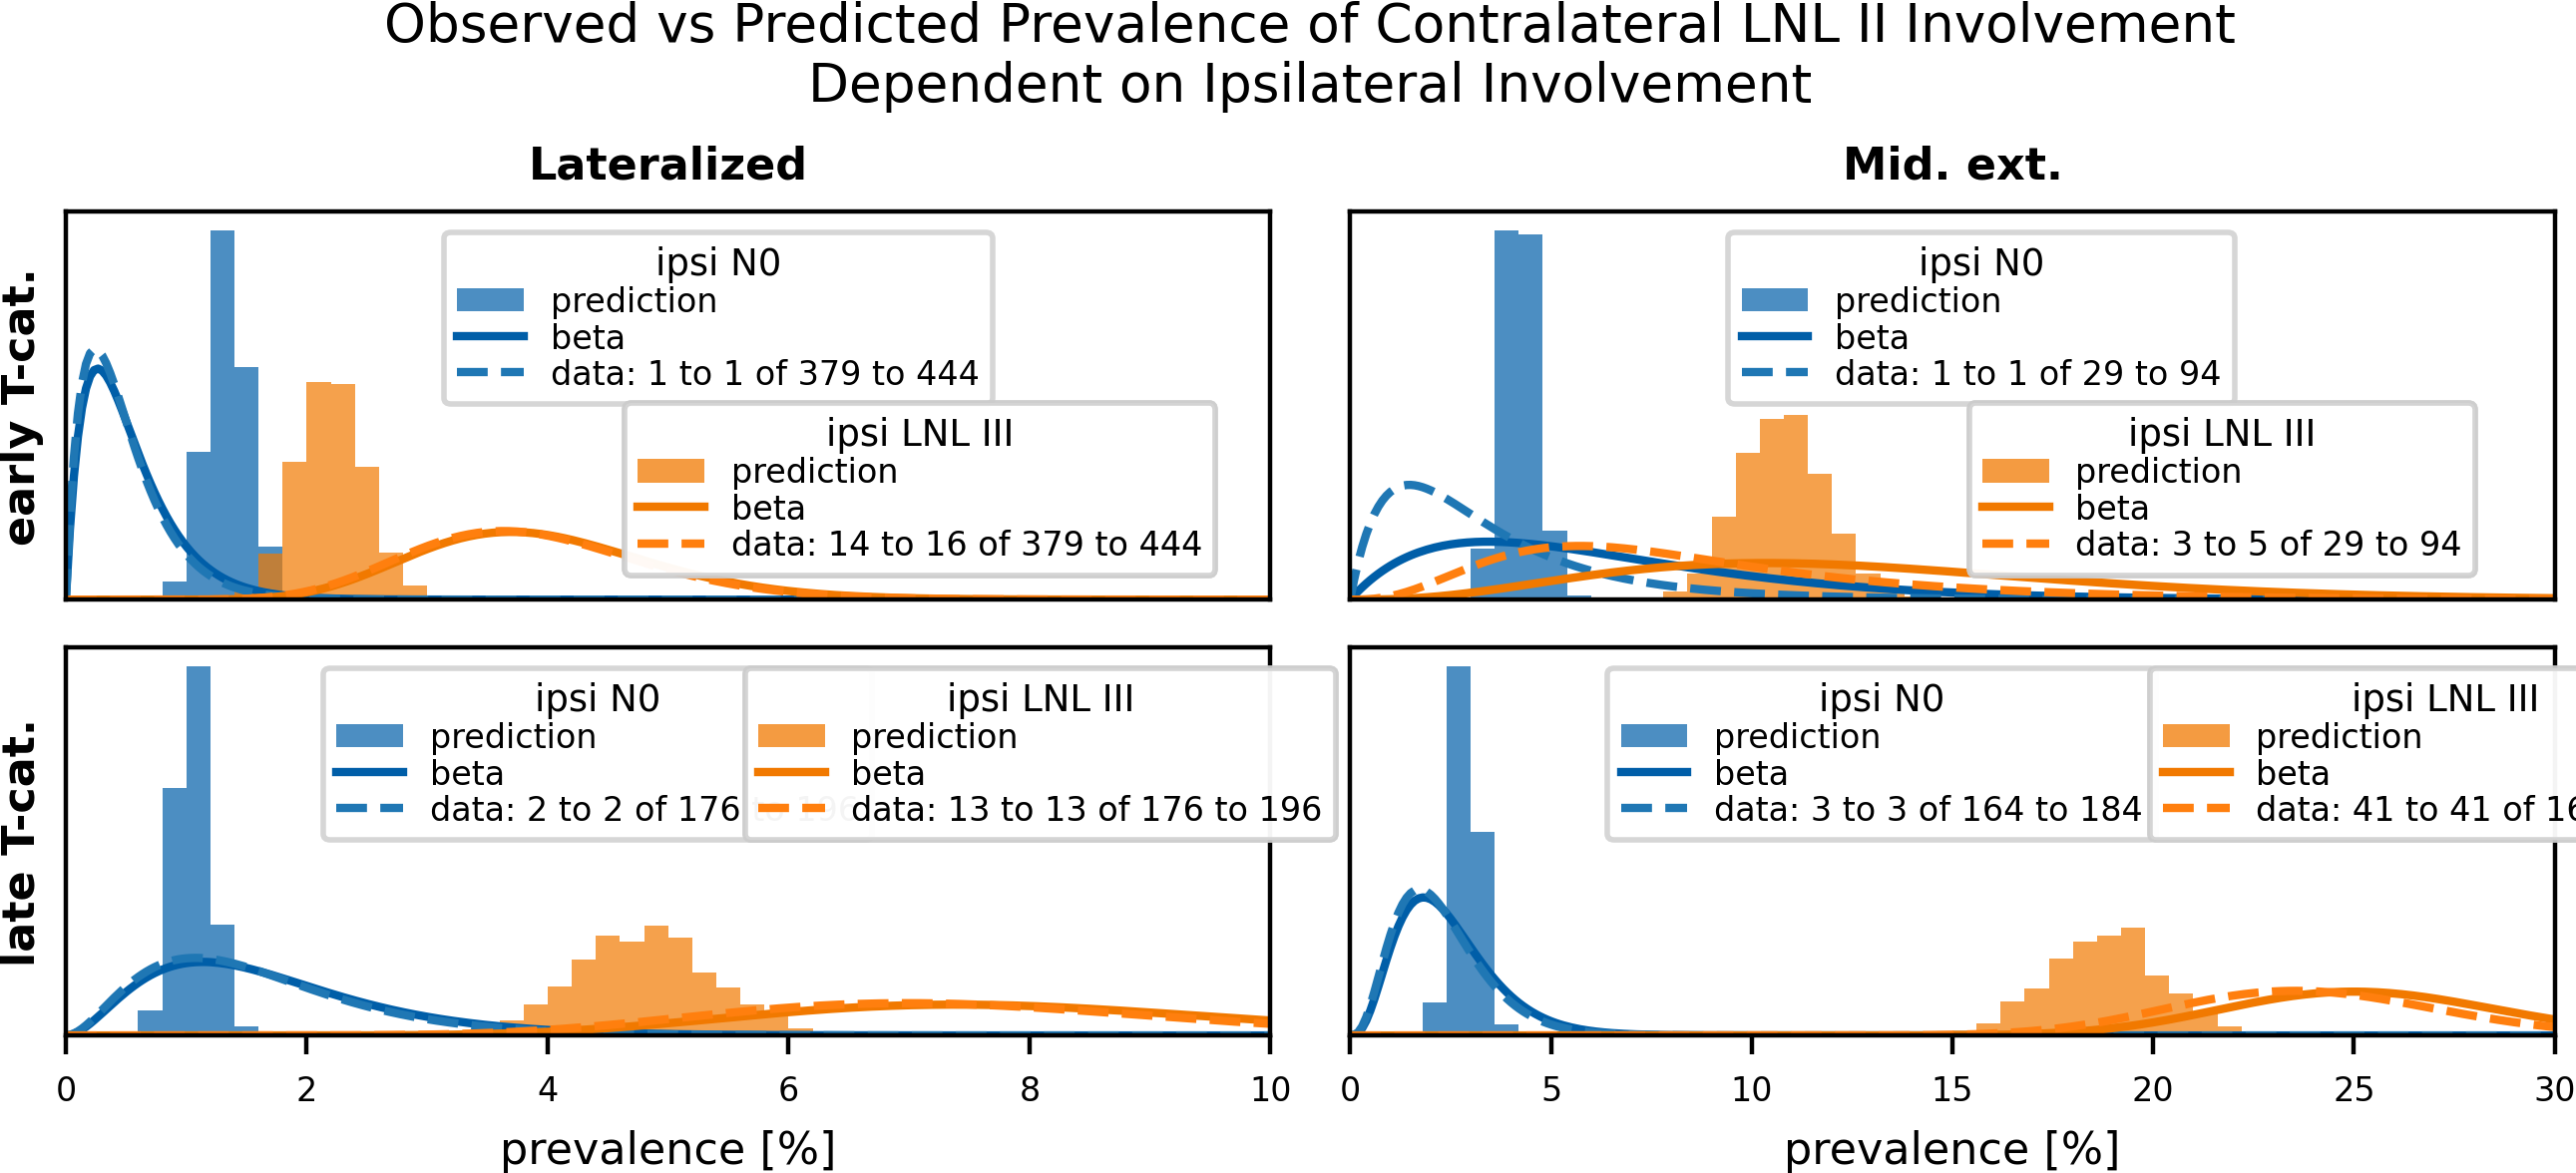 Observed vs Predicted Prevalence of Contralateral LNL II Involvement
Dependent on Ipsilateral Involvement
Lateralized
Mid. ext.
early T-cat.
ipsi N0
prediction
beta
data: 1 to 1 of 379 to 444
ipsi LNL III
prediction
beta
data: 14 to 16 of 379 to 444
ipsi N0
prediction
beta
data: 1 to 1 of 29 to 94
ipsi LNL III
prediction
beta
data: 3 to 5 of 29 to 94
late T-cat.
ipsi N0
prediction
beta
data: 2 to 2 of 176 to 196
ipsi LNL III
prediction
beta
data: 13 to 13 of 176 to 196
ipsi N0
prediction
beta
data: 3 to 3 of 164 to 184
ipsi LNL III
prediction
beta
data: 41 to 41 of
0 2 4 6 8 10
0 5 10 15 20 25 30
prevalence [%]
prevalence [%]